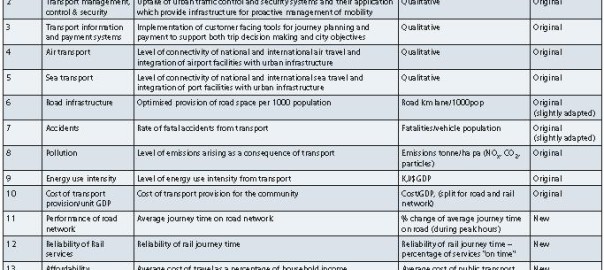 2 Transport management, Uptake of urban traffic control and security systems and their application Qualitative Original
control & security which provide infrastructure for proactive management of mobility
3 Transport information Implementation of customer facing tools for journey planning and Qualitative Original
and payment systems payment to support both trip decision making and city objectives
4 Air transport Level of connectivity of national and international air travel and Qualitative Original
integration of airport facilities with urban infrastructure
5 Sea transport Level of connectivity of national and international sea travel and Qualitative Original
integration of port facilities with urban infrastructure
6 Road infrastructure Optimised provision of road space per 1000 population Road km lane/1000pop Original
(slightly adapted)
7 Accidents Rate of fatal accidents from transport Fatalities/vehicle population Original
(slightly adapted)
8 Pollution Level of emissions arising as a consequence of transport Emissions tonne/ha pa (NOx, CO2, Original
particles)
9 Energy use intensity Level of energy use intensity from transport KJ/$GDP Original
10 Cost of transport Cost of transport provision for the community Cost/GDP, (split for road and rail Original
provision/unit GDP network)
11 Performance of road Average journey time on road network % change of average journey time New
network on road (during peak hours)
12 Reliability of Rail Reliability of rail journey time Reliability of rail journey time – New
services percentage of services "on time"
13 Affordability Average cost of travel as a percentage of household income Average cost of public transport New